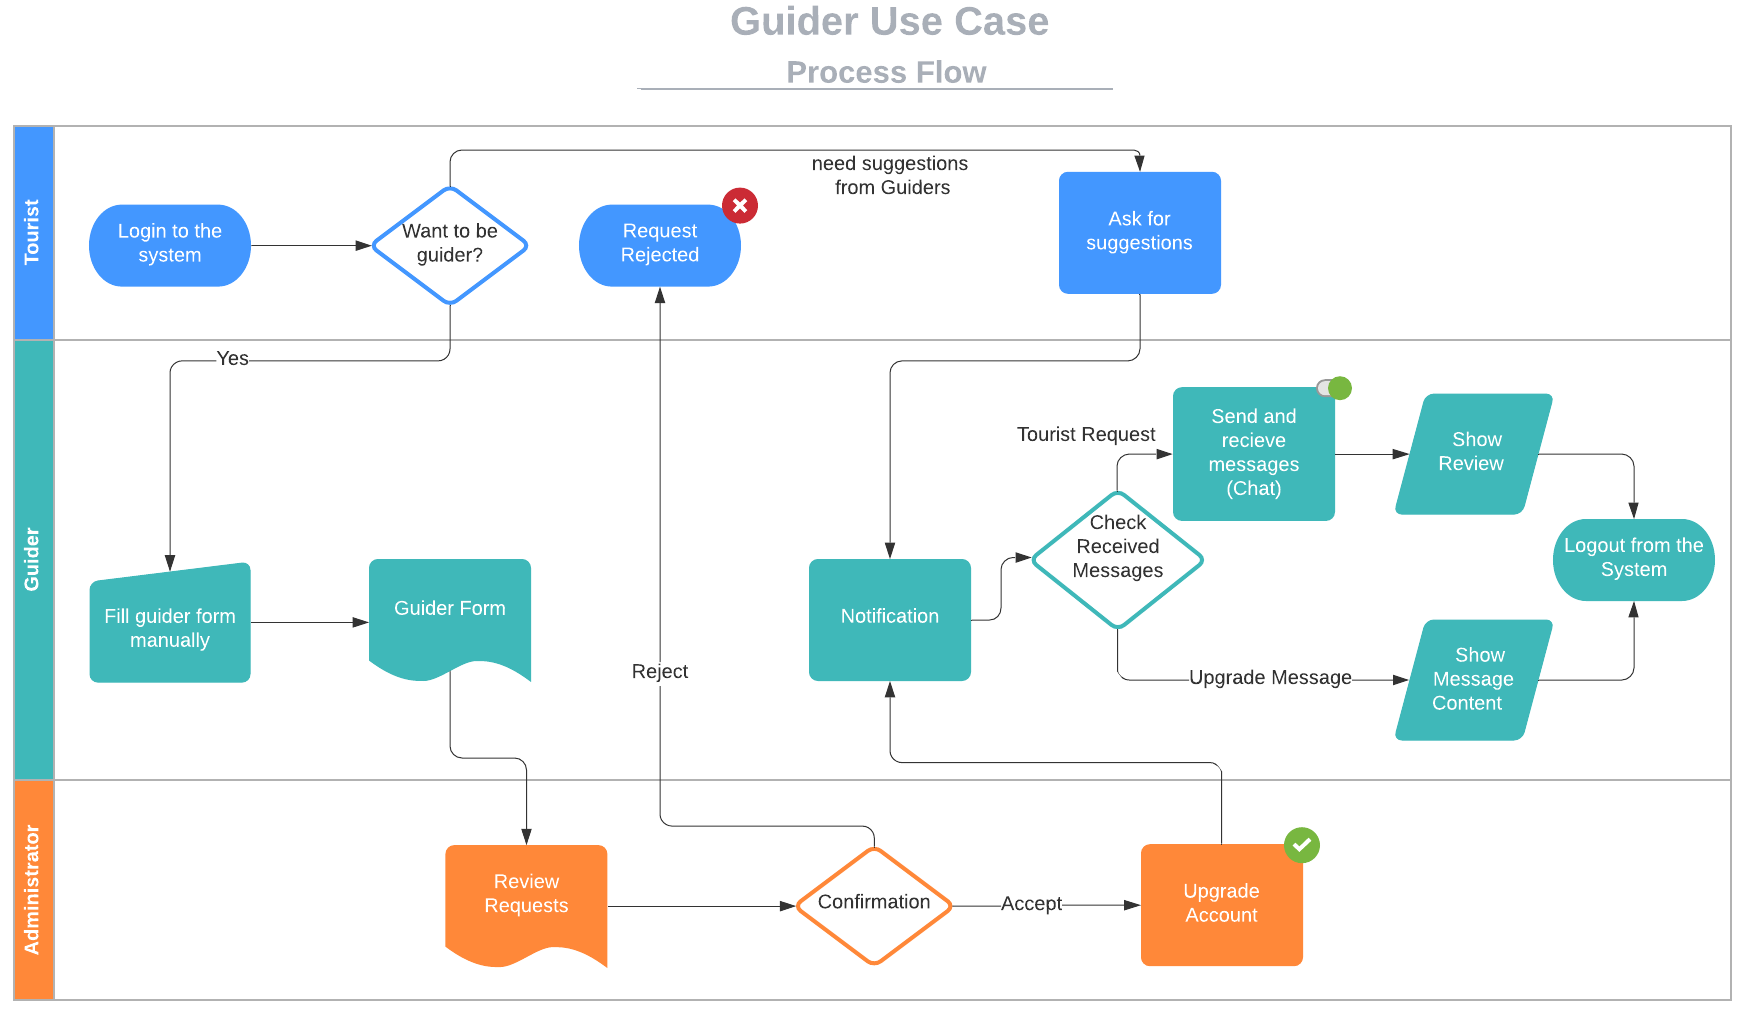 Guider Use Case
Process Flow
Tourist
Login to the
system
Want to be
guider?
Request
Rejected
need suggestions
from Guiders
Ask for
suggestions
Guider
Yes
Fill guider form
manually
Guider Form
Reject
Notification
Check
Received
Messages
Tourist Request
Send and
recieve
messages
(Chat)
Show
Review
Upgrade Message
Show
Message
Content
Logout from the
System
Administrator
Review
Requests
Confirmation
Accept
Upgrade
Account